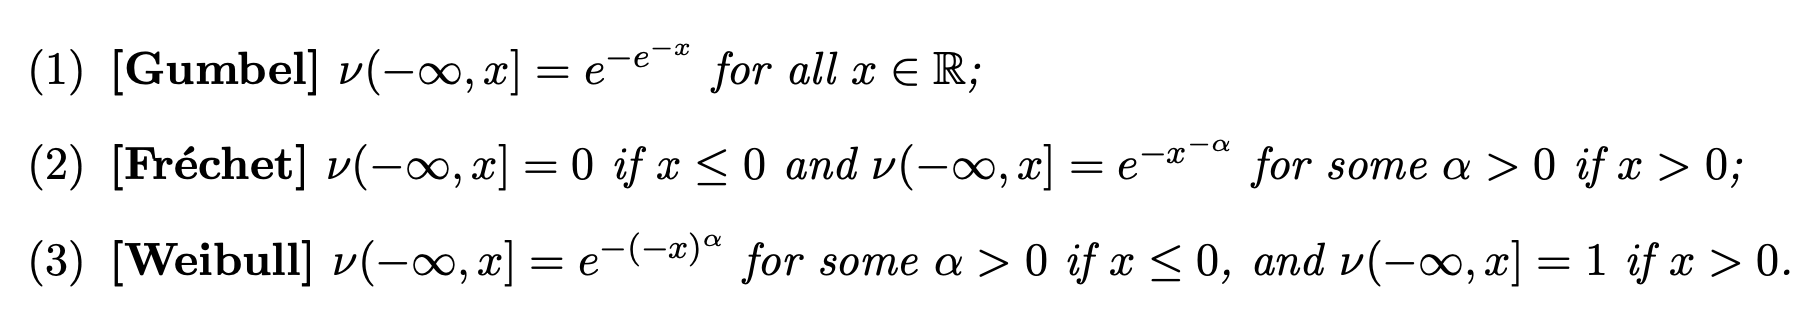 (1) [Gumbel] ν(−∞, x] = e^{−e^{−x}} for all x ∈ ℝ;
(2) [Fréchet] ν(−∞, x] = 0 if x ≤ 0 and ν(−∞, x] = e^{−x^{−α}} for some α > 0 if x > 0;
(3) [Weibull] ν(−∞, x] = e^{−(−x)^α} for some α > 0 if x ≤ 0, and ν(−∞, x] = 1 if x > 0.